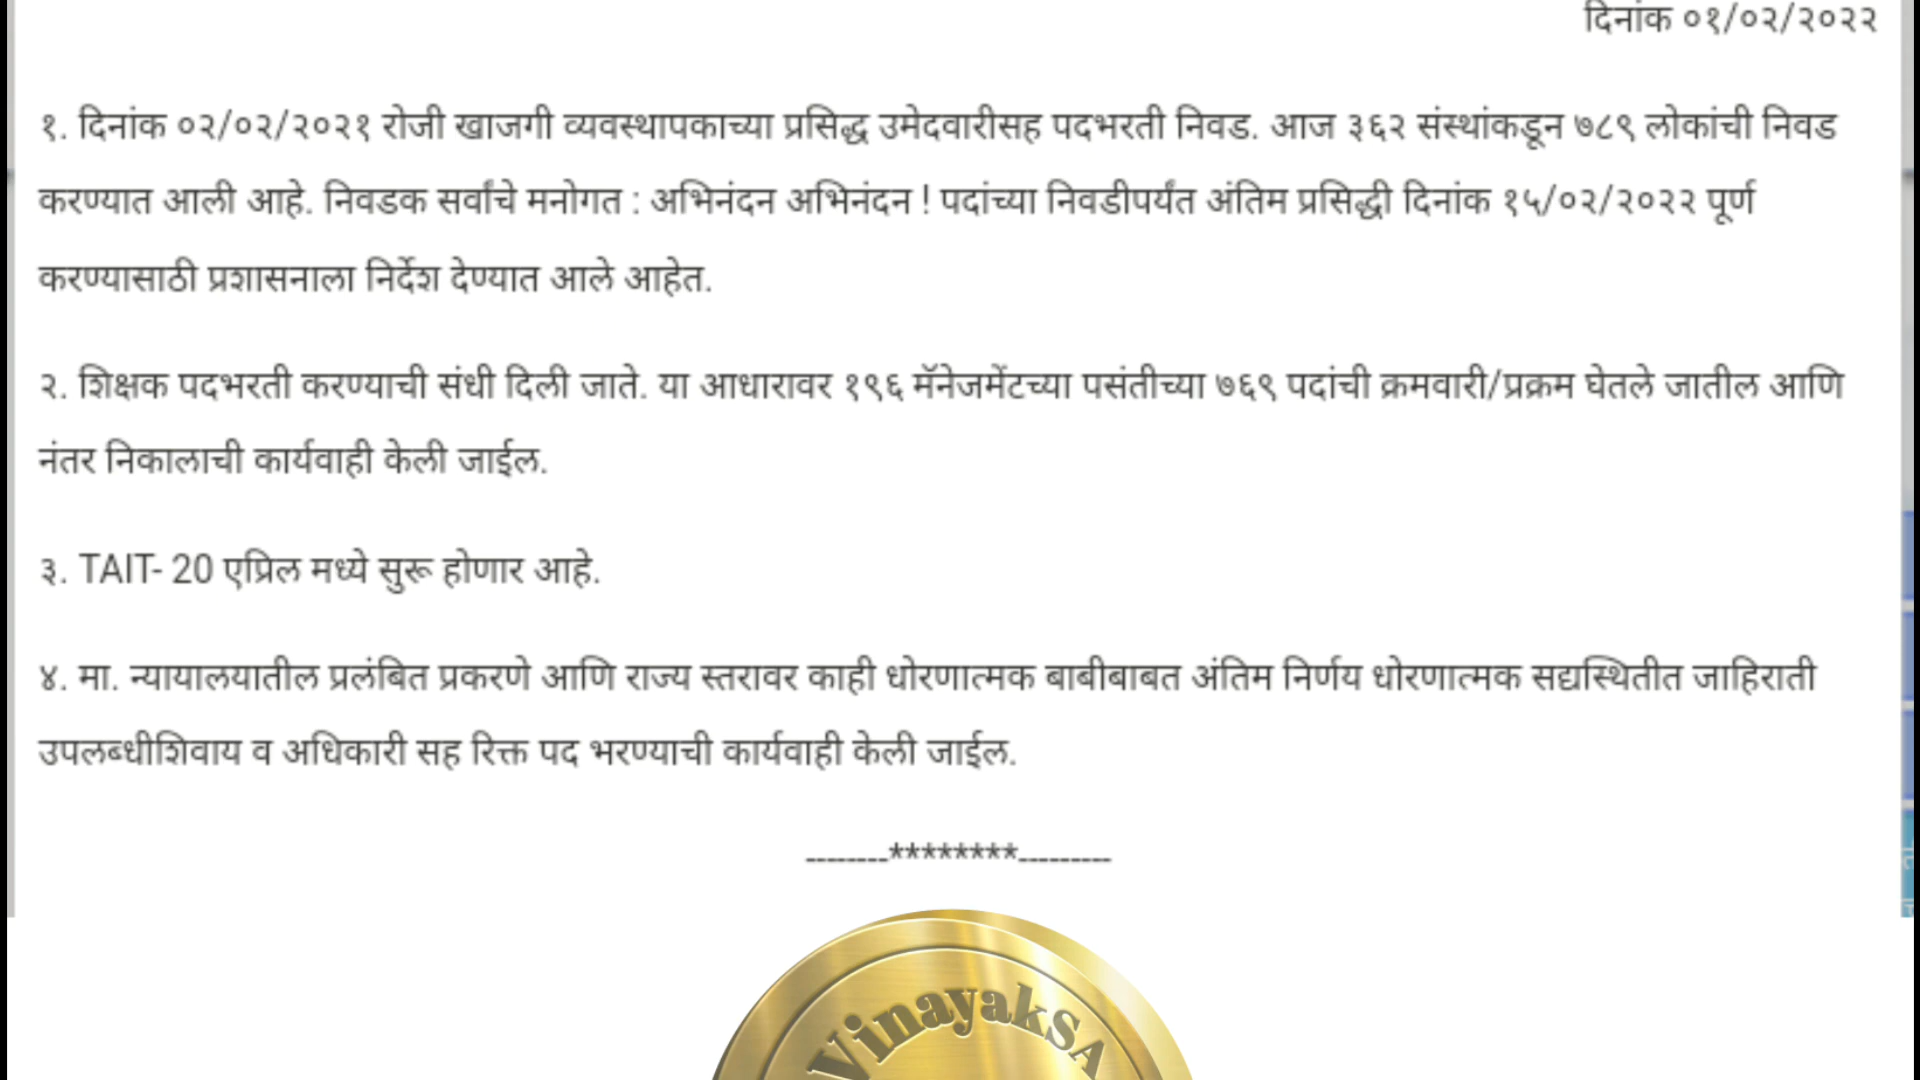 दिनांक ०१/०२/२०२२
१. दिनांक ०२/०२/२०२१ रोजी खाजगी व्यवस्थापकाच्या प्रसिद्ध उमेदवारीसह पदभरती निवड. आज ३६२ संस्थांकडून ७८९ लोकांची निवड
करण्यात आली आहे. निवडक सर्वांचे मनोगत : अभिनंदन अभिनंदन ! पदांच्या निवडीपर्यंत अंतिम प्रसिद्धी दिनांक १५/०२/२०२२ पूर्ण
करण्यासाठी प्रशासनाला निर्देश देण्यात आले आहेत.
२. शिक्षक पदभरती करण्याची संधी दिली जाते. या आधारावर १९६ मॅनेजमेंटच्या पसंतीच्या ७६९ पदांची क्रमवारी/प्रक्रम घेतले जातील आणि
नंतर निकालाची कार्यवाही केली जाईल.
३. TAIT- 20 एप्रिल मध्ये सुरू होणार आहे.
४. मा. न्यायालयातील प्रलंबित प्रकरणे आणि राज्य स्तरावर काही धोरणात्मक बाबीबाबत अंतिम निर्णय धोरणात्मक सद्यस्थितीत जाहिराती
उपलब्धीशिवाय व अधिकारी सह रिक्त पद भरण्याची कार्यवाही केली जाईल.
________********_________
VinayakSA